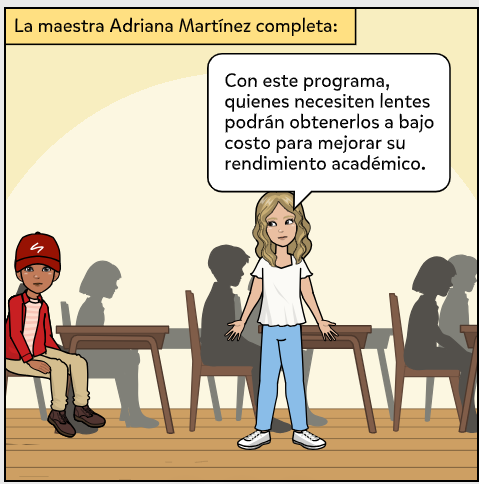 La maestra Adriana Martínez completa:
Con este programa,
quienes necesiten lentes
podrán obtenerlos a bajo
costo para mejorar su
rendimiento académico.